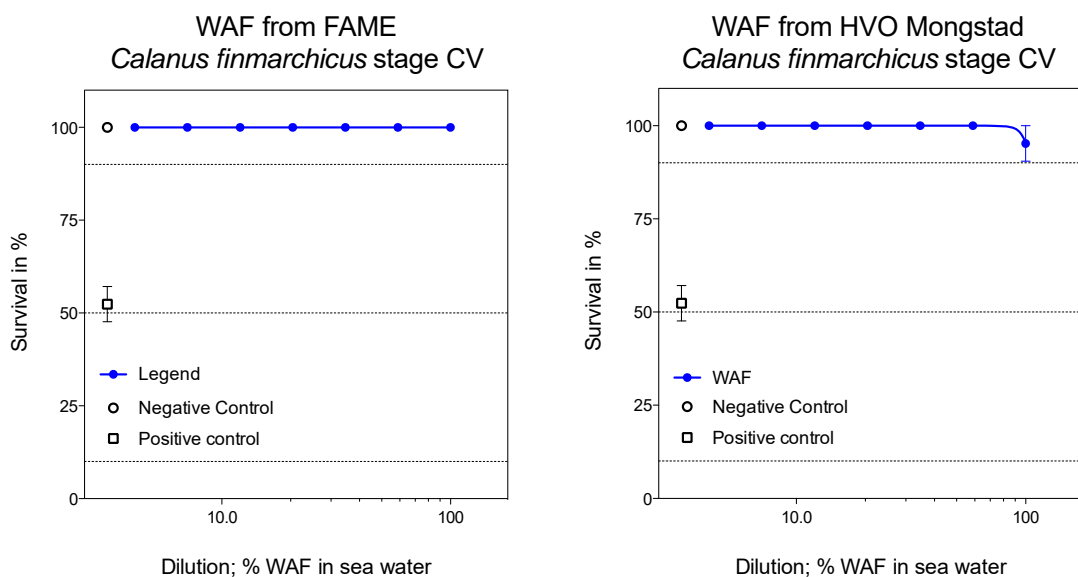 WAF from FAME
Calanus finmarchicus stage CV
100
75
50
25
0
Survival in %
Legend
Negative Control
Positive control
10.0
100
Dilution; % WAF in sea water
WAF from HVO Mongstad
Calanus finmarchicus stage CV
100
75
50
25
0
Survival in %
WAF
Negative Control
Positive control
10.0
100
Dilution; % WAF in sea water